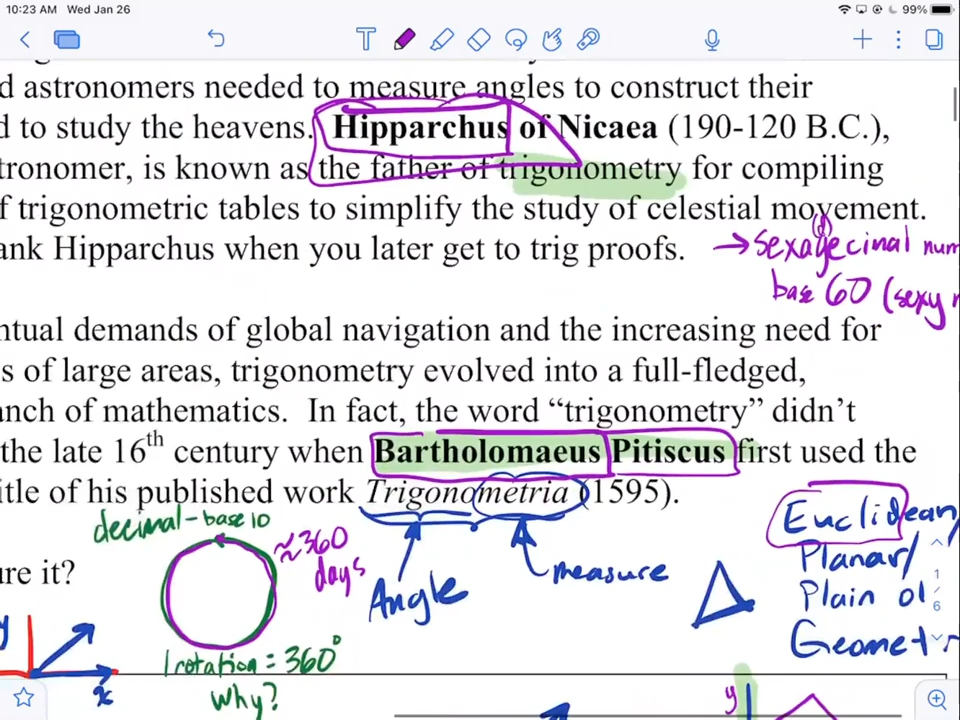 10:23 AM Wed Jan 26
99%
d astronomers needed to measure angles to construct their
d to study the heavens. Hipparchus of Nicaea (190-120 B.C.),
tronomer, is known as the father of trigonometry for compiling
f trigonometric tables to simplify the study of celestial movement.
ank Hipparchus when you later get to trig proofs.
→ sexagecinal num
(d)
base 60 (sexy
ntual demands of global navigation and the increasing need for
s of large areas, trigonometry evolved into a full-fledged,
anch of mathematics. In fact, the word “trigonometry” didn’t
the late 16th century when Bartholomaeus Pitiscus first used the
itle of his published work Trigonometria (1595).
decimal-base 10
≈360
days
Angle
measure
Euclidean/
Planar/
Plain ol
Geomet
ure it?
1 rotation = 360°
why?
y
x
y
1
/
6